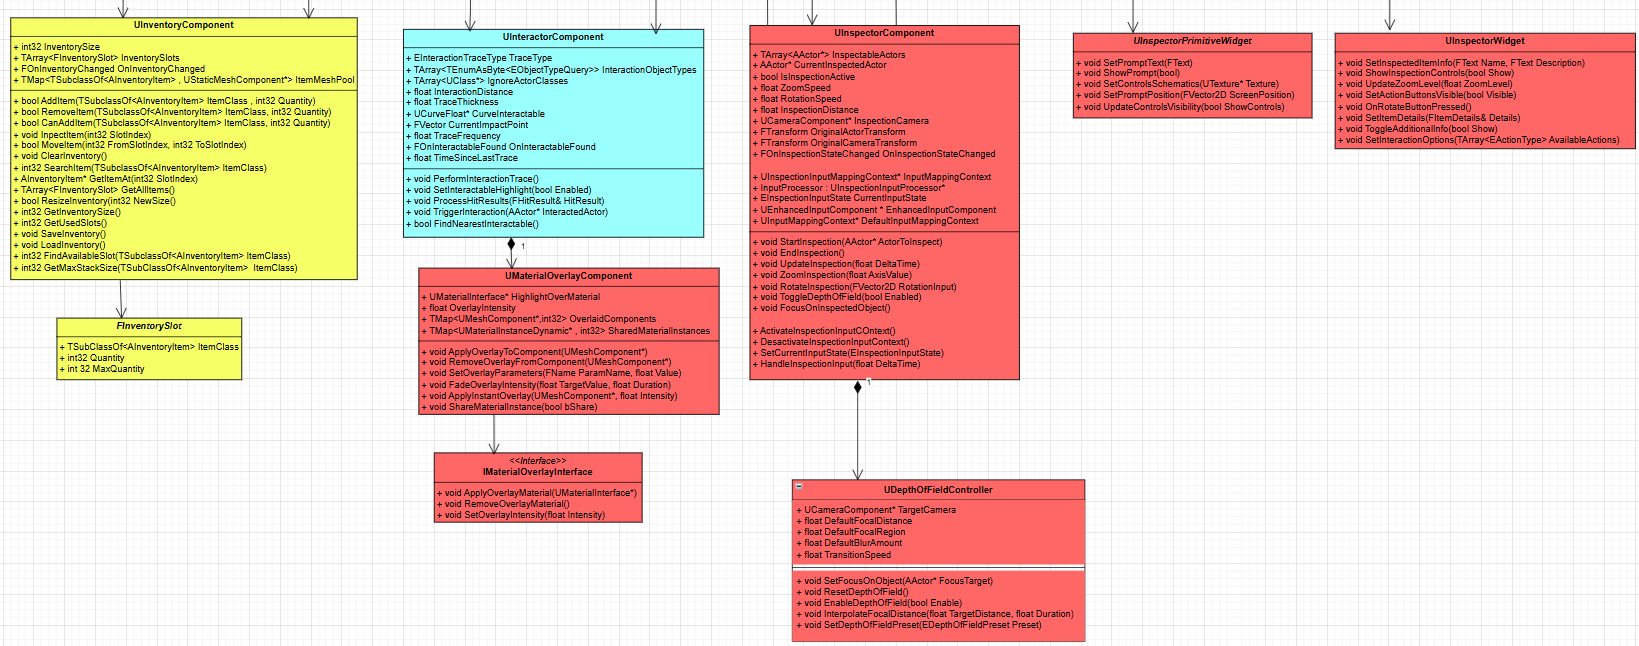 UInventoryComponent
+ int32 InventorySize
+ TArray<FInventorySlot> InventorySlots
+ FOnInventoryChanged OnInventoryChanged
+ TMap<TSubclassOf<AInventoryItem> , UStaticMeshComponent*> ItemMeshPool
+ bool AddItem(TSubclassOf<AInventoryItem> ItemClass , int32 Quantity)
+ bool RemoveItem(TSubclassOf<AInventoryItem> ItemClass, int32 Quantity)
+ bool CanAddItem(TSubclassOf<AInventoryItem> ItemClass, int32 Quantity)
+ void InpectItem(int32 SlotIndex)
+ bool MoveItem(int32 FromSlotIndex, int32 ToSlotIndex)
+ void ClearInventory()
+ int32 SearchItem(TSubclassOf<AInventoryItem> ItemClass)
+ AInventoryItem* GetItemAt(int32 SlotIndex)
+ TArray<FInventorySlot> GetAllItems()
+ bool ResizeInventory(int32 NewSize)
+ int32 GetInventorySize()
+ int32 GetUsedSlots()
+ void SaveInventory()
+ void LoadInventory()
+ int32 FindAvailableSlot(TSubclassOf<AInventoryItem> ItemClass)
+ int32 GetMaxStackSize(TSubClassOf<AInventoryItem> ItemClass)
FInventorySlot
+ TSubClassOf<AInventoryItem> ItemClass
+ int32 Quantity
+ int 32 MaxQuantity
UInteractorComponent
+ EInteractionTraceType TraceType
+ TArray<TEnumAsByte<EObjectTypeQuery>> InteractionObjectTypes
+ TArray<UClass*> IgnoreActorClasses
+ float InteractionDistance
+ float TraceThickness
+ UCurveFloat* CurveInteractable
+ FVector CurrentImpactPoint
+ float TraceFrequency
+ FOnInteractableFound OnInteractableFound
+ float TimeSinceLastTrace
+ void PerformInteractionTrace()
+ void SetInteractableHighlight(bool Enabled)
+ void ProcessHitResults(FHitResult& HitResult)
+ void TriggerInteraction(AActor* InteractedActor)
+ bool FindNearestInteractable()
1
UMaterialOverlayComponent
+ UMaterialInterface* HighlightOverMaterial
+ float OverlayIntensity
+ TMap<UMeshComponent*,int32> OverlaidComponents
+ TMap<UMaterialInstanceDynamic* , int32> SharedMaterialInstances
+ void ApplyOverlayToComponent(UMeshComponent*)
+ void RemoveOverlayFromComponent(UMeshComponent*)
+ void SetOverlayParameters(FName ParamName, float Value)
+ void FadeOverlayIntensity(float TargetValue, float Duration)
+ void ApplyInstantOverlay(UMeshComponent*, float Intensity)
+ void ShareMaterialInstance(bool bShare)
<<Interface>>
IMaterialOverlayInterface
+ void ApplyOverlayMaterial(UMaterialInterface*)
+ void RemoveOverlayMaterial()
+ void SetOverlayIntensity(float Intensity)
UInspectorComponent
+ TArray<AActor*> InspectableActors
+ AActor* CurrentInspectedActor
+ bool IsInspectionActive
+ float ZoomSpeed
+ float RotationSpeed
+ float InspectionDistance
+ UCameraComponent* InspectionCamera
+ FTransform OriginalActorTransform
+ FTransform OriginalCameraTransform
+ FOnInspectionStateChanged OnInspectionStateChanged
+ UInspectionInputMappingContext* InputMappingContext
+ InputProcessor : UInspectionInputProcessor*
+ EInspectionInputState CurrentInputState
+ UEnhancedInputComponent * EnhancedInputComponent
+ UInputMappingContext* DefaultInputMappingContext
+ void StartInspection(AActor* ActorToInspect)
+ void EndInspection()
+ void UpdateInspection(float DeltaTime)
+ void ZoomInspection(float AxisValue)
+ void RotateInspection(FVector2D RotationInput)
+ void ToggleDepthOfField(bool Enabled)
+ void FocusOnInspectedObject()
+ ActivateInspectionInputCOntext()
+ DesactivateInspectionInputContext()
+ SetCurrentInputState(EInspectionInputState)
+ HandleInspectionInput(float DeltaTime)
1
UDepthOfFieldController
+ UCameraComponent* TargetCamera
+ float DefaultFocalDistance
+ float DefaultFocalRegion
+ float DefaultBlurAmount
+ float TransitionSpeed
+ void SetFocusOnObject(AActor* FocusTarget)
+ void ResetDepthOfField()
+ void EnableDepthOfField(bool Enable)
+ void InterpolateFocalDistance(float TargetDistance, float Duration)
+ void SetDepthOfFieldPreset(EDepthOfFieldPreset Preset)
UInspectorPrimitiveWidget
+ void SetPromptText(FText)
+ void ShowPrompt(bool)
+ void SetControlsSchematics(UTexture* Texture)
+ void SetPromptPosition(FVector2D ScreenPosition)
+ void UpdateControlsVisibility(bool ShowControls)
UInspectorWidget
+ void SetInspectedItemInfo(FText Name, FText Description)
+ void ShowInspectionControls(bool Show)
+ void UpdateZoomLevel(float ZoomLevel)
+ void SetActionButtonsVisible(bool Visible)
+ void OnRotateButtonPressed()
+ void SetItemDetails(FItemDetails& Details)
+ void ToggleAdditionalInfo(bool Show)
+ void SetInteractionOptions(TArray<EActionType> AvailableActions)